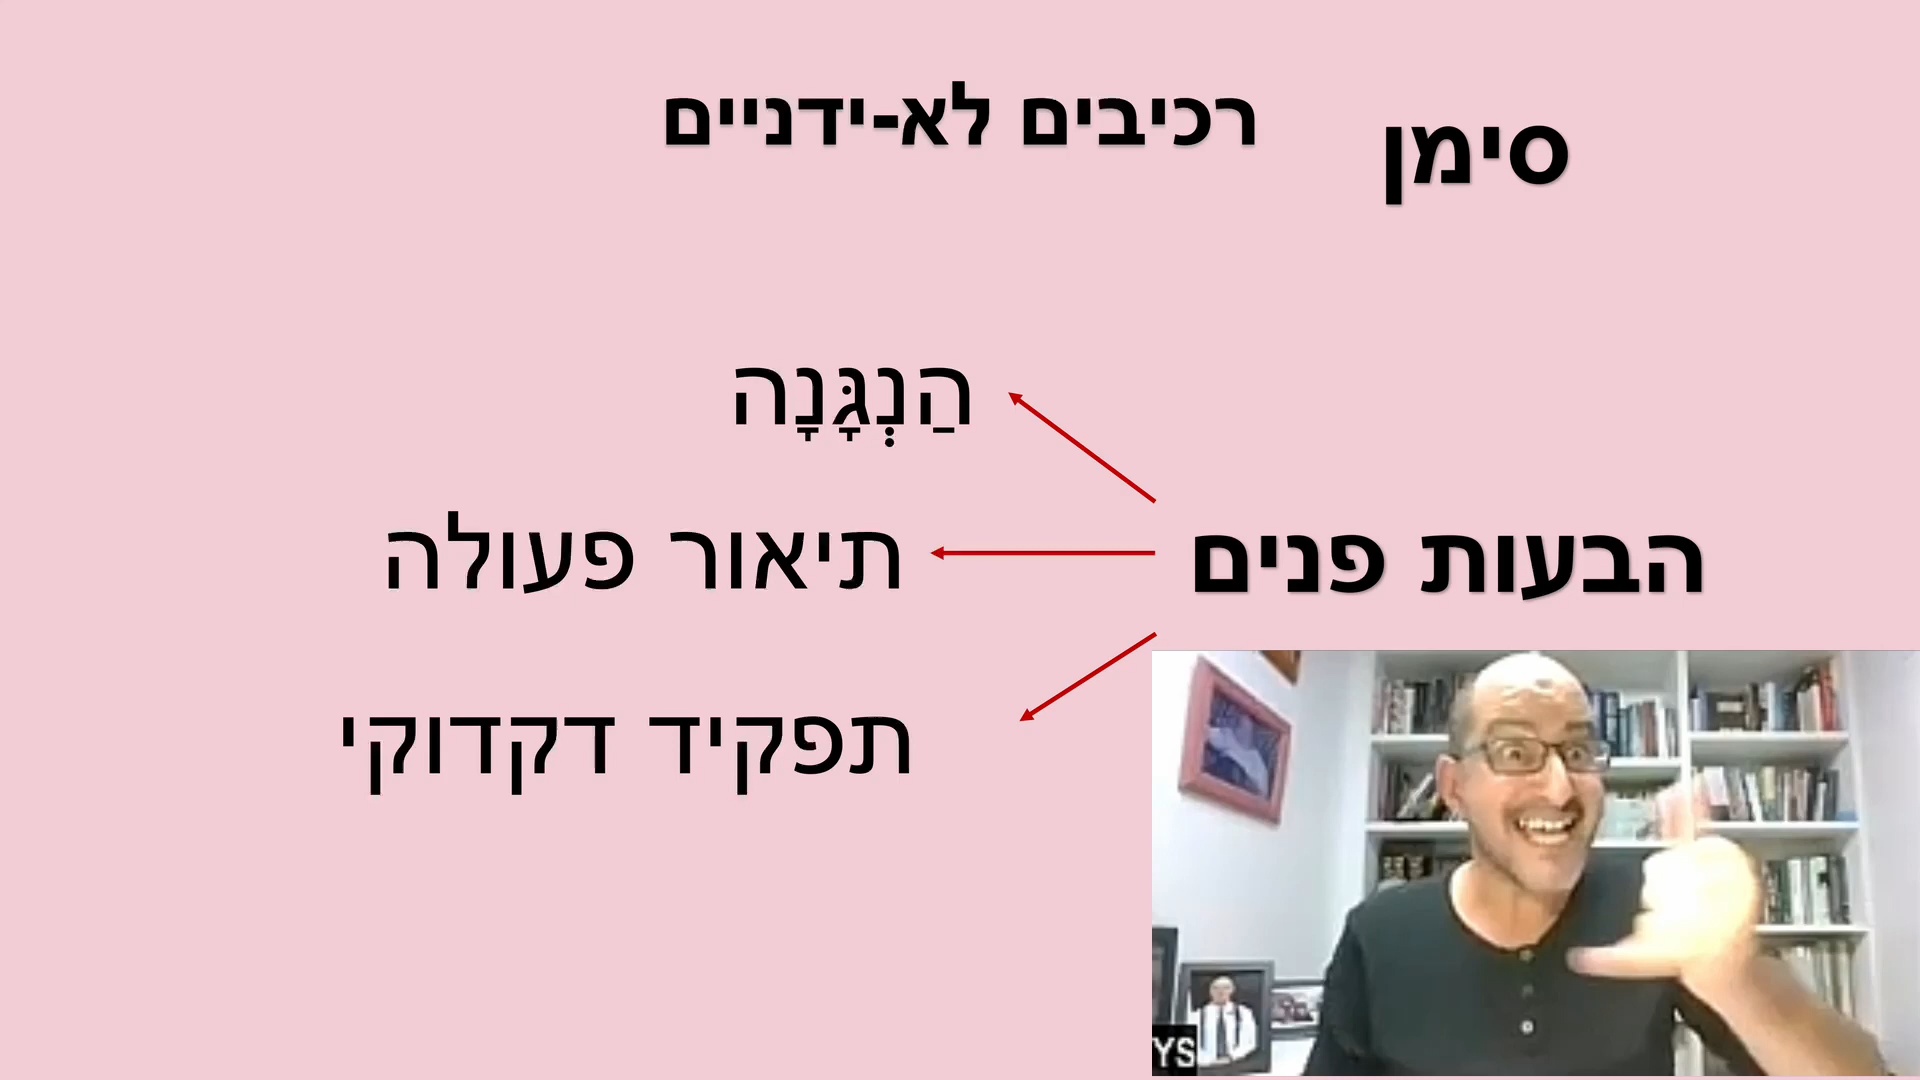 סימן
רכיבים לא-ידניים
הַנְגָּנָה
תיאור פעולה
הבעות פנים
תפקיד דקדוקי
YS